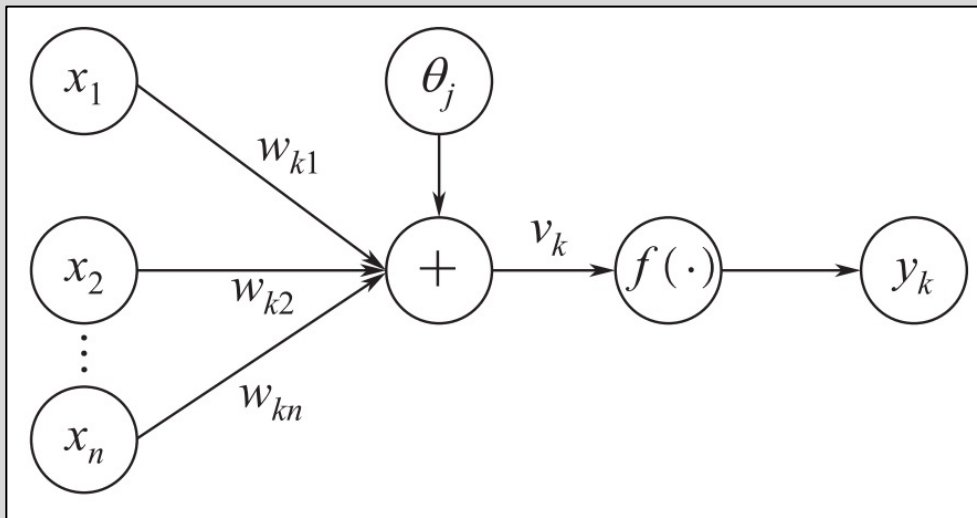 x₁
θⱼ
wₖ₁
x₂
wₖ₂
+
vₖ
f(·)
yₖ
⋮
xₙ
wₖₙ